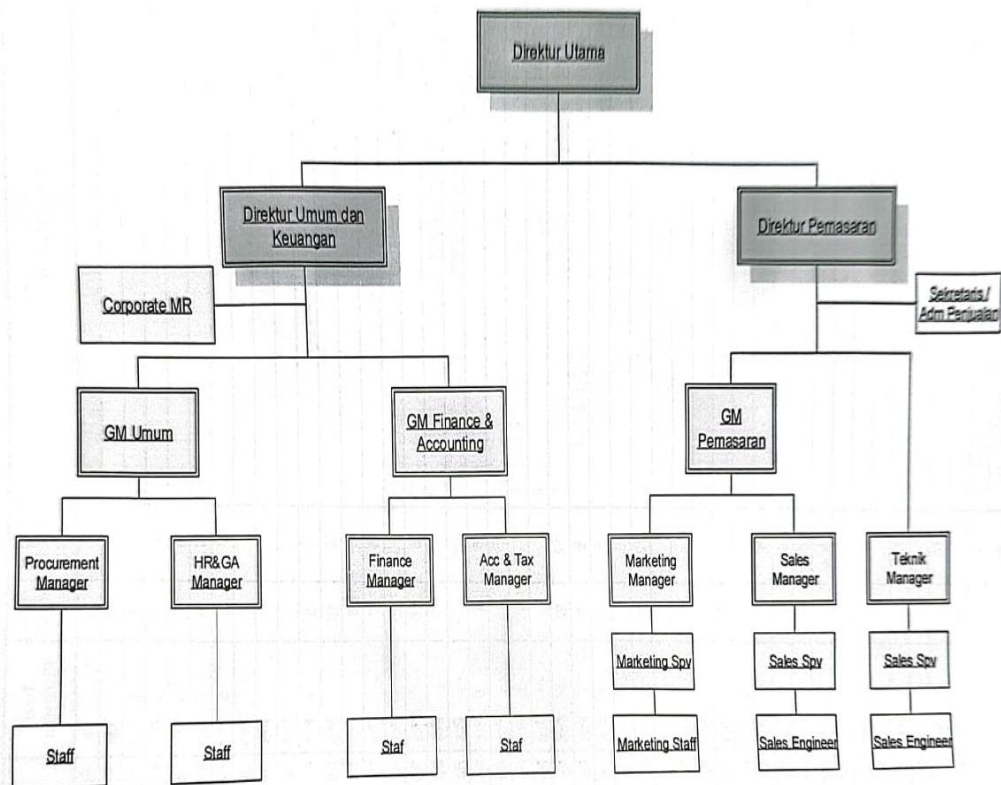 Direktur Utama
Direktur Umum dan
Keuangan
Direktur Pemasaran
Corporate MR
Sekretaris /
Adm Penjualan
GM Umum
GM Finance &
Accounting
GM
Pemasaran
Procurement
Manager
HR&GA
Manager
Finance
Manager
Acc & Tax
Manager
Marketing
Manager
Sales
Manager
Teknik
Manager
Marketing Spv
Sales Spv
Sales Spv
Staff
Staff
Staf
Staf
Marketing Staff
Sales Engineer
Sales Engineer